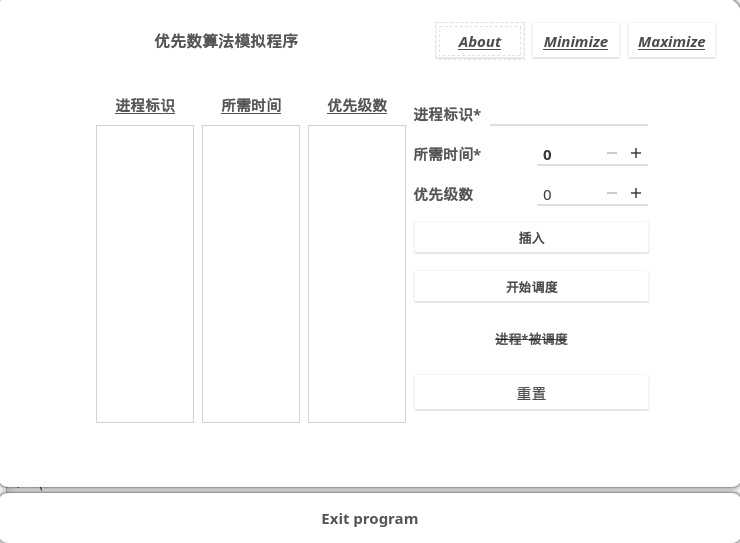 优先数算法模拟程序
About
Minimize
Maximize
进程标识
所需时间
优先级数
进程标识*
所需时间*
0
优先级数
0
插入
开始调度
进程*被调度
重置
Exit program